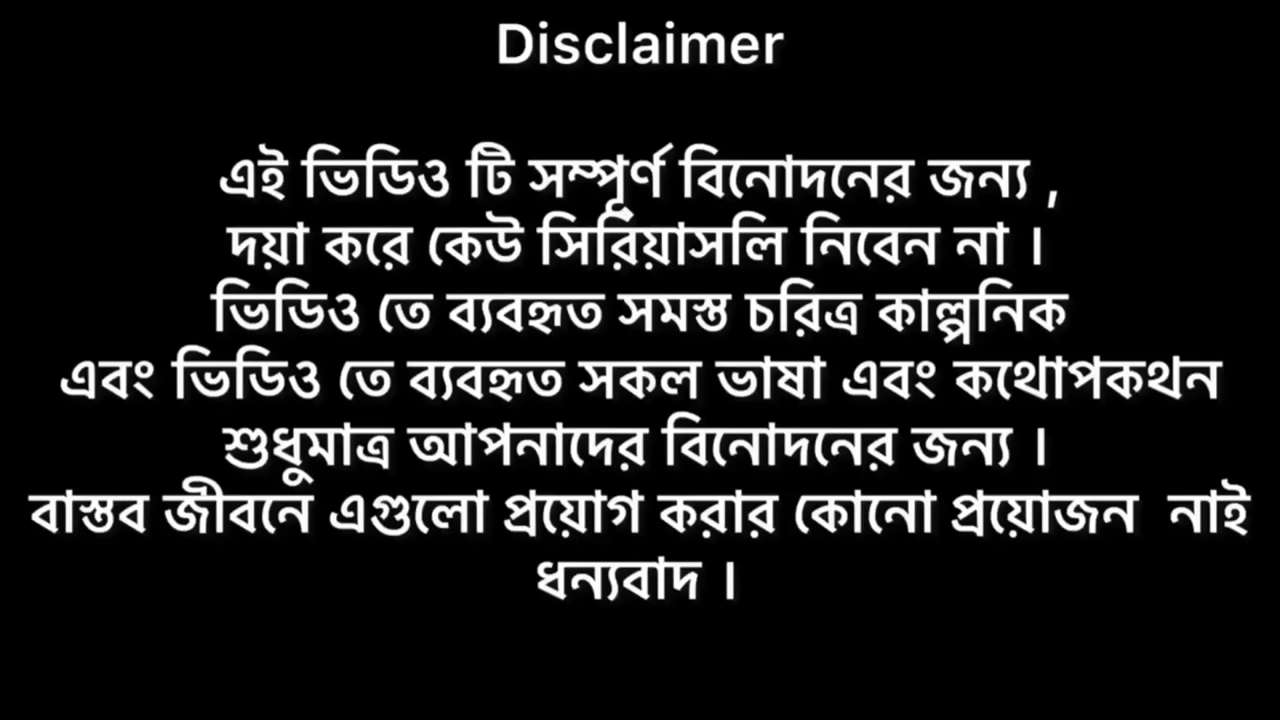 Disclaimer
এই ভিডিও টি সম্পূর্ণ বিনোদনের জন্য ,
দয়া করে কেউ সিরিয়াসলি নিবেন না ।
ভিডিও তে ব্যবহৃত সমস্ত চরিত্র কাল্পনিক
এবং ভিডিও তে ব্যবহৃত সকল ভাষা এবং কথোপকথন
শুধুমাত্র আপনাদের বিনোদনের জন্য ।
বাস্তব জীবনে এগুলো প্রয়োগ করার কোনো প্রয়োজন  নাই
ধন্যবাদ ।